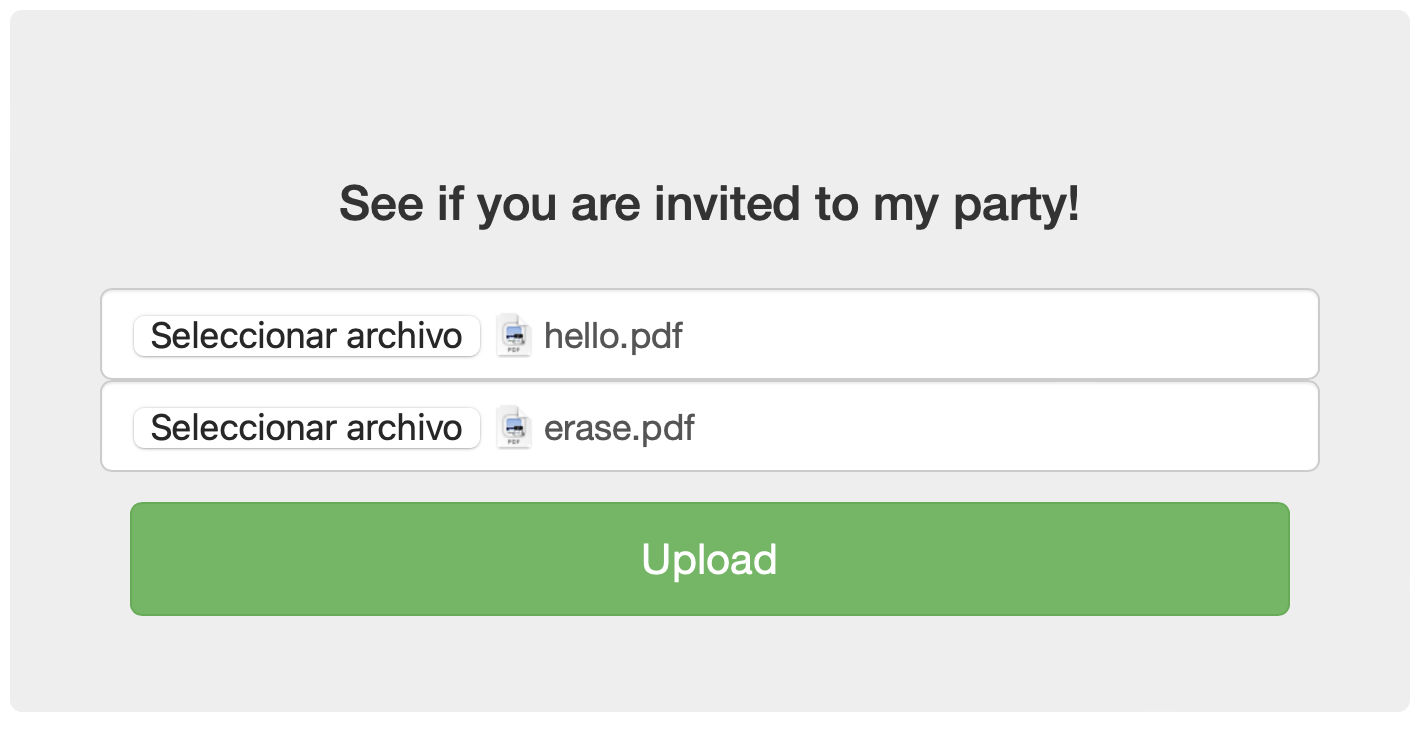 See if you are invited to my party!
Seleccionar archivo PDF hello.pdf
Seleccionar archivo PDF erase.pdf
Upload